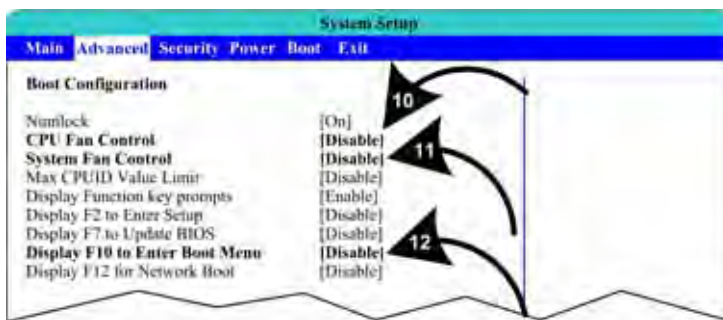 System Setup
Main Advanced Security Power Boot Exit
Boot Configuration
Numlock [On]
CPU Fan Control [Disable]
System Fan Control [Disable]
Max CPUID Value Limit [Disable]
Display Function key prompts [Enable]
Display F2 to Enter Setup [Disable]
Display F7 to Update BIOS [Disable]
Display F10 to Enter Boot Menu [Disable]
Display F12 for Network Boot [Disable]
10
11
12